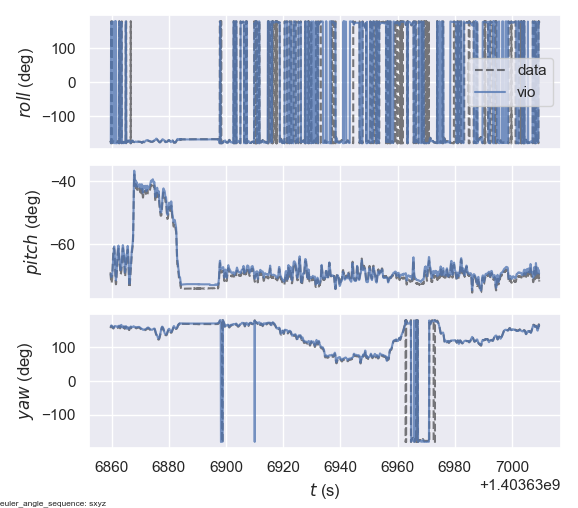 100
0
−100
roll (deg)
data
vio
−40
−60
pitch (deg)
100
0
−100
yaw (deg)
6860 6880 6900 6920 6940 6960 6980 7000
t (s)
+1.40363e9
euler_angle_sequence: sxyz